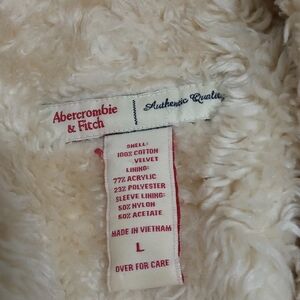 Abercrombie
& Fitch
Authentic Quality
SHELL:
100% COTTON
VELVET
LINING:
77% ACRYLIC
23% POLYESTER
SLEEVE LINING:
50% NYLON
50% ACETATE
MADE IN VIETNAM
L
OVER FOR CARE